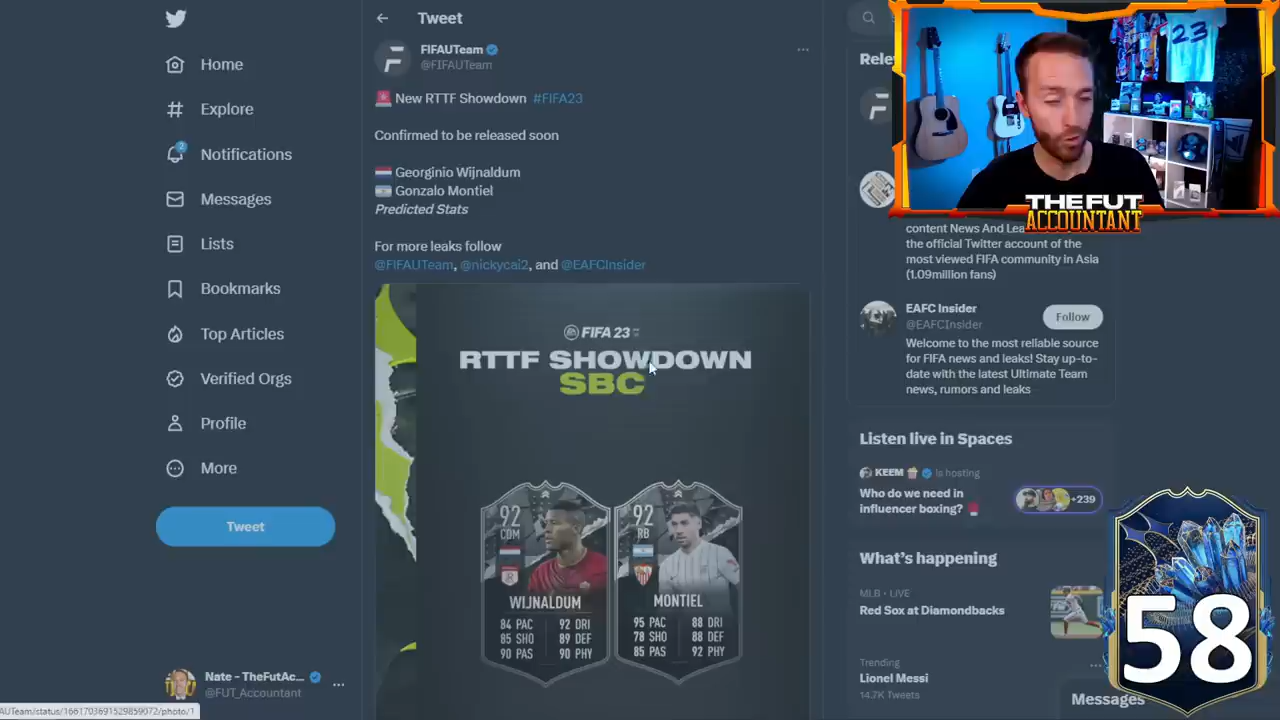 Home
Explore
2
Notifications
Messages
Lists
Bookmarks
Top Articles
Verified Orgs
Profile
More
Tweet
Nate - TheFutAc...
@FUT_Accountant
Tweet
FIFAUTeam
@FIFAUTeam
New RTTF Showdown #FIFA23
Confirmed to be released soon
Georginio Wijnaldum
Gonzalo Montiel
Predicted Stats
For more leaks follow
@FIFAUTeam, @nickycai2, and @EAFCInsider
FIFA 23
RTTF SHOWDOWN
SBC
92
CDM
WIJNALDUM
84 PAC 92 DRI
85 SHO 89 DEF
90 PAS 90 PHY
92
RB
MONTIEL
95 PAC 88 DRI
78 SHO 88 DEF
85 PAS 92 PHY
23
THE FUT
ACCOUNTANT
content News And Lea
the official Twitter account of the
most viewed FIFA community in Asia
(1.09million fans)
EAFC Insider
@EAFCInsider
Follow
Welcome to the most reliable source
for FIFA news and leaks! Stay up-to-
date with the latest Ultimate Team
news, rumors and leaks
Listen live in Spaces
KEEM is hosting
Who do we need in
influencer boxing?
+239
What's happening
MLB • LIVE
Red Sox at Diamondbacks
Trending
Lionel Messi
14.7K Tweets
Messages
58
AUTeam/status/1661703691529859072/photo/1